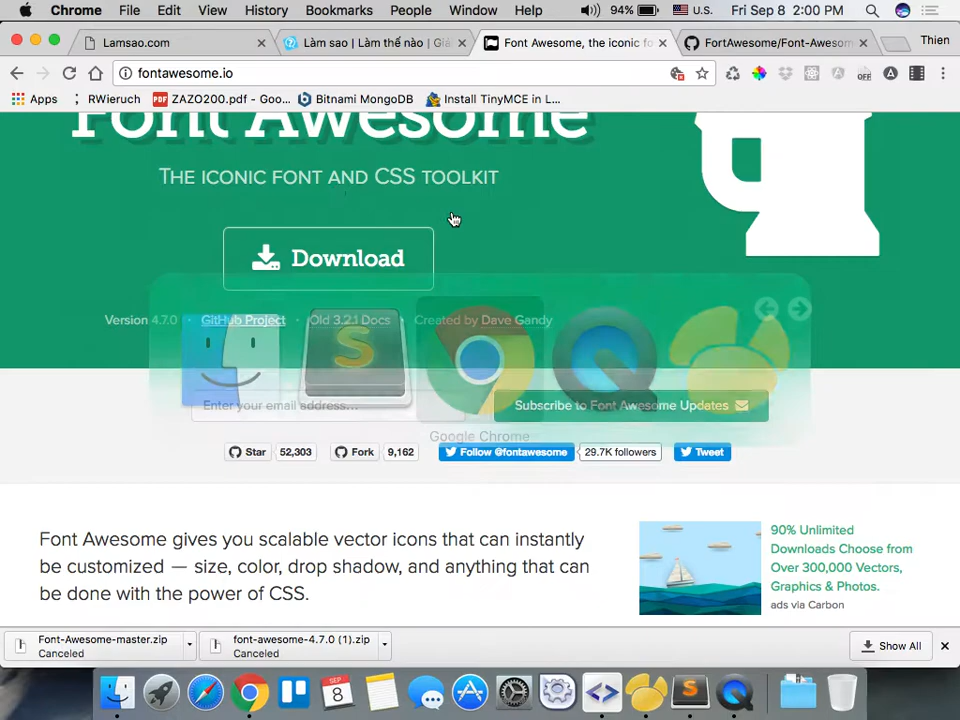 Chrome File Edit View History Bookmarks People Window Help 94% U.S. Fri Sep 8 2:00 PM
Lamsao.com Làm sao | Làm thế nào | Giả Font Awesome, the iconic fo FortAwesome/Font-Awesom Thien
fontawesome.io OFF A
Apps RWieruch PDF ZAZO200.pdf - Goo... Bitnami MongoDB Install TinyMCE in L...
Font Awesome
The iconic font and CSS toolkit
Download
Version 4.7.0 · GitHub Project · Old 3.2.1 Docs · Created by Dave Gandy
S
Enter your email address... Subscribe to Font Awesome Updates
Google Chrome
Star 52,303 Fork 9,162 Follow @fontawesome 29.7K followers Tweet
Font Awesome gives you scalable vector icons that can instantly
be customized — size, color, drop shadow, and anything that can
be done with the power of CSS.
90% Unlimited
Downloads Choose from
Over 300,000 Vectors,
Graphics & Photos.
ads via Carbon
Font-Awesome-master.zip
Canceled
font-awesome-4.7.0 (1).zip
Canceled
Show All
SEP
8
S